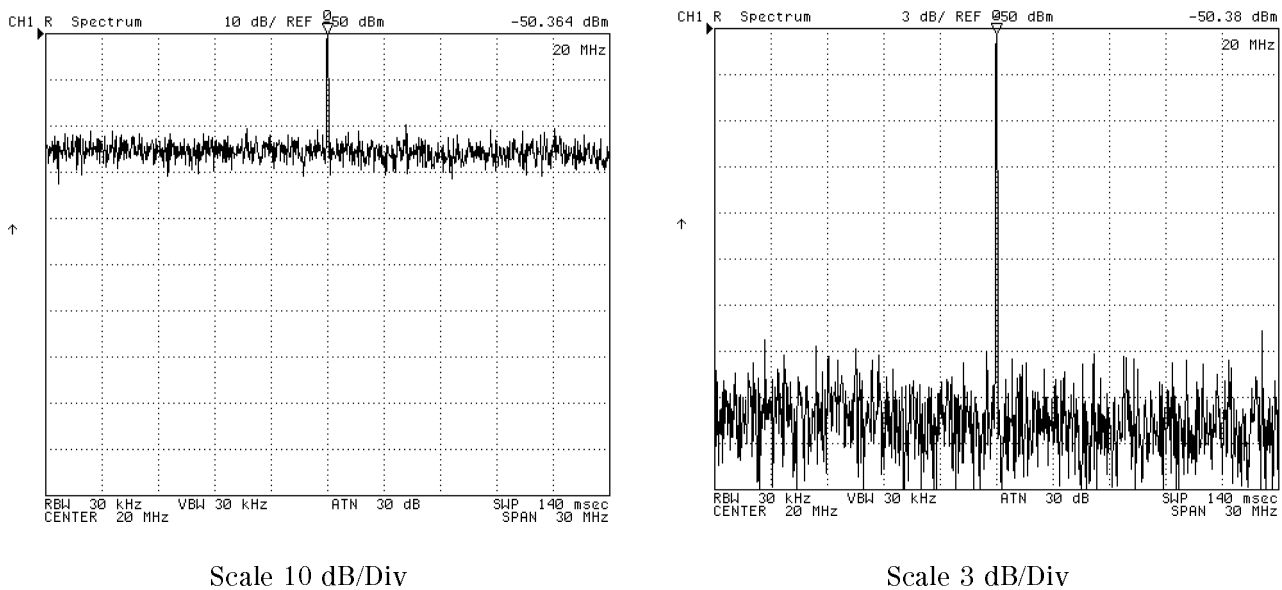 CH1 R Spectrum 10 dB/ REF -50 dBm -50.364 dBm
0
20 MHz
RBW 30 kHz VBW 30 kHz ATN 30 dB SWP 140 msec
CENTER 20 MHz SPAN 30 MHz
Scale 10 dB/Div
CH1 R Spectrum 3 dB/ REF -50 dBm -50.38 dBm
0
20 MHz
RBW 30 kHz VBW 30 kHz ATN 30 dB SWP 140 msec
CENTER 20 MHz SPAN 30 MHz
Scale 3 dB/Div